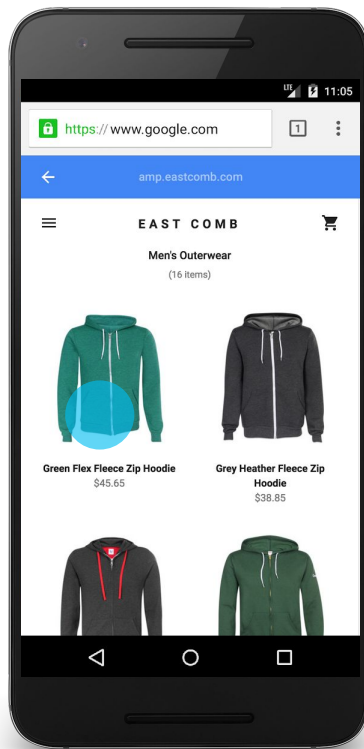 LTE 11:05
https://www.google.com 1
amp.eastcomb.com
EAST COMB
Men's Outerwear
(16 items)
Green Flex Fleece Zip Hoodie
$45.65
Grey Heather Fleece Zip
Hoodie
$38.85